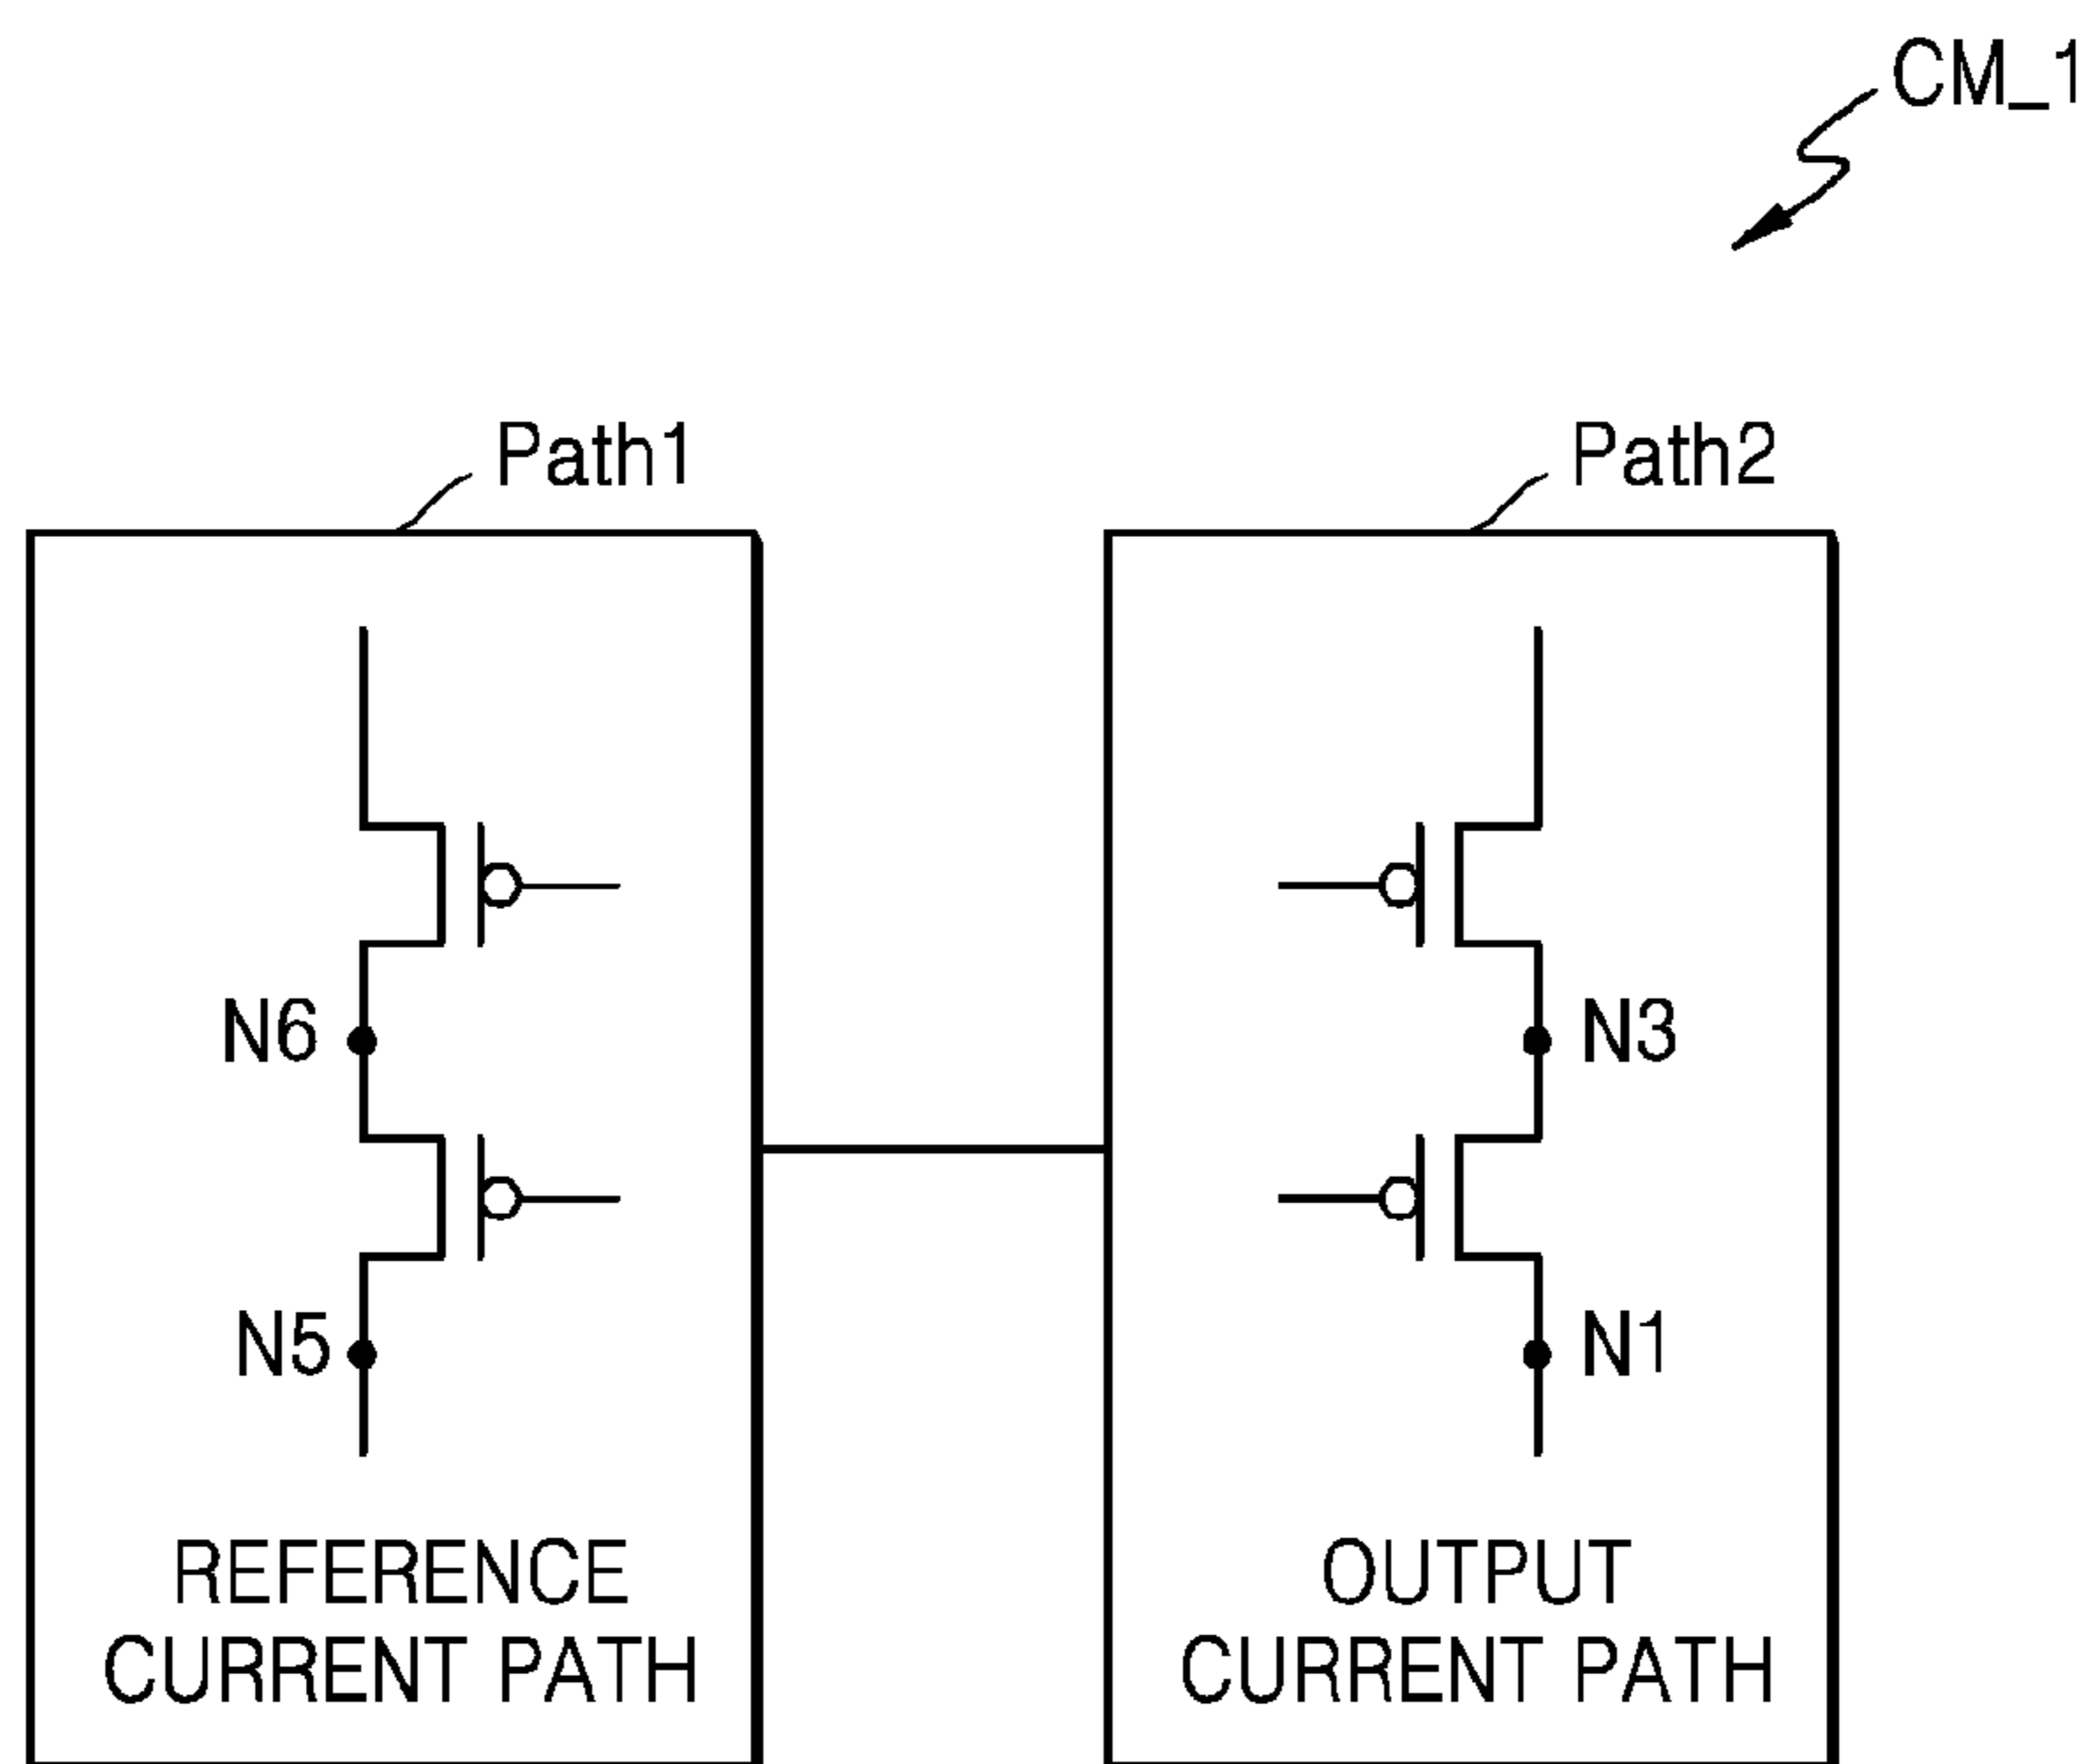 CM_1
Path1
Path2
N6
N3
N5
N1
REFERENCE
CURRENT PATH
OUTPUT
CURRENT PATH